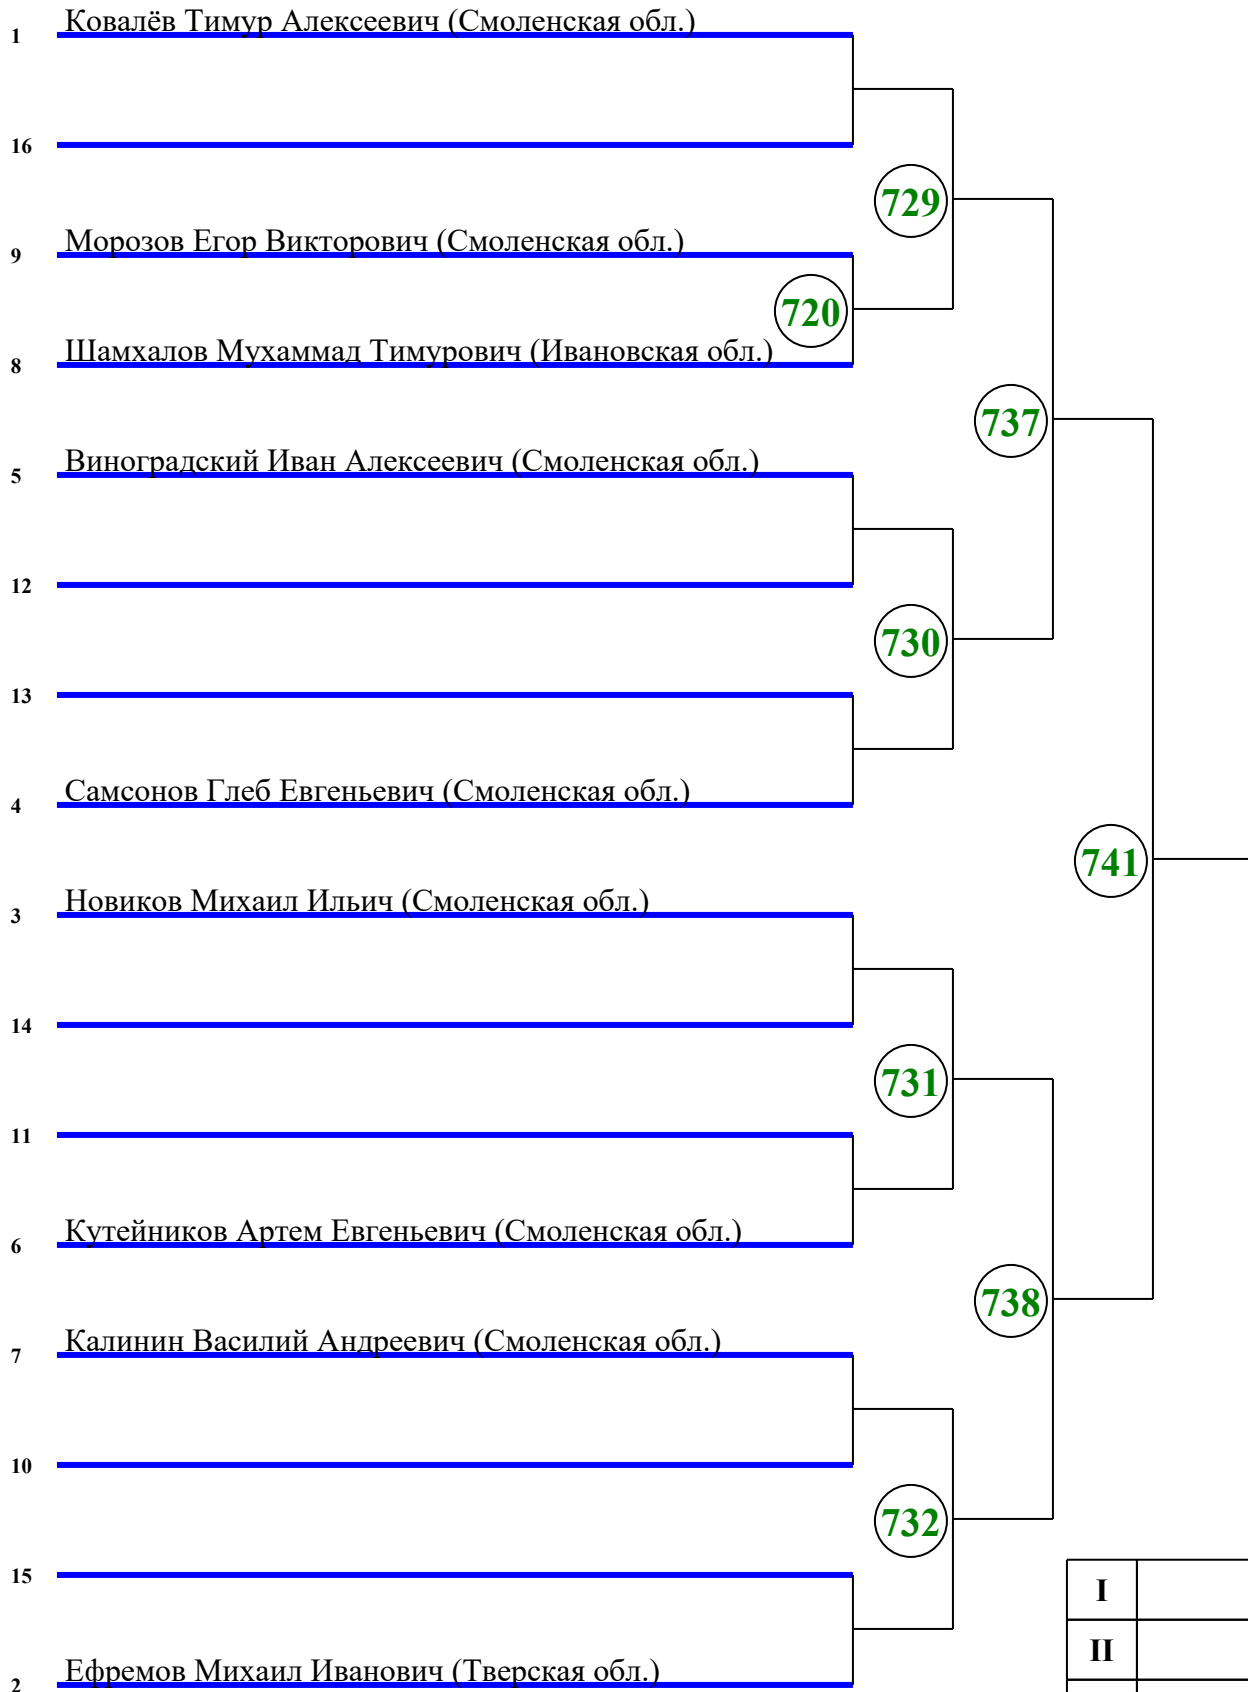 1 Ковалёв Тимур Алексеевич (Смоленская обл.)
16
729
9 Морозов Егор Викторович (Смоленская обл.)
720
8 Шамхалов Мухаммад Тимурович (Ивановская обл.)
737
5 Виноградский Иван Алексеевич (Смоленская обл.)
12
730
13
4 Самсонов Глеб Евгеньевич (Смоленская обл.)
741
3 Новиков Михаил Ильич (Смоленская обл.)
14
731
11
6 Кутейников Артем Евгеньевич (Смоленская обл.)
738
7 Калинин Василий Андреевич (Смоленская обл.)
10
732
15
I
II
2 Ефремов Михаил Иванович (Тверская обл.)